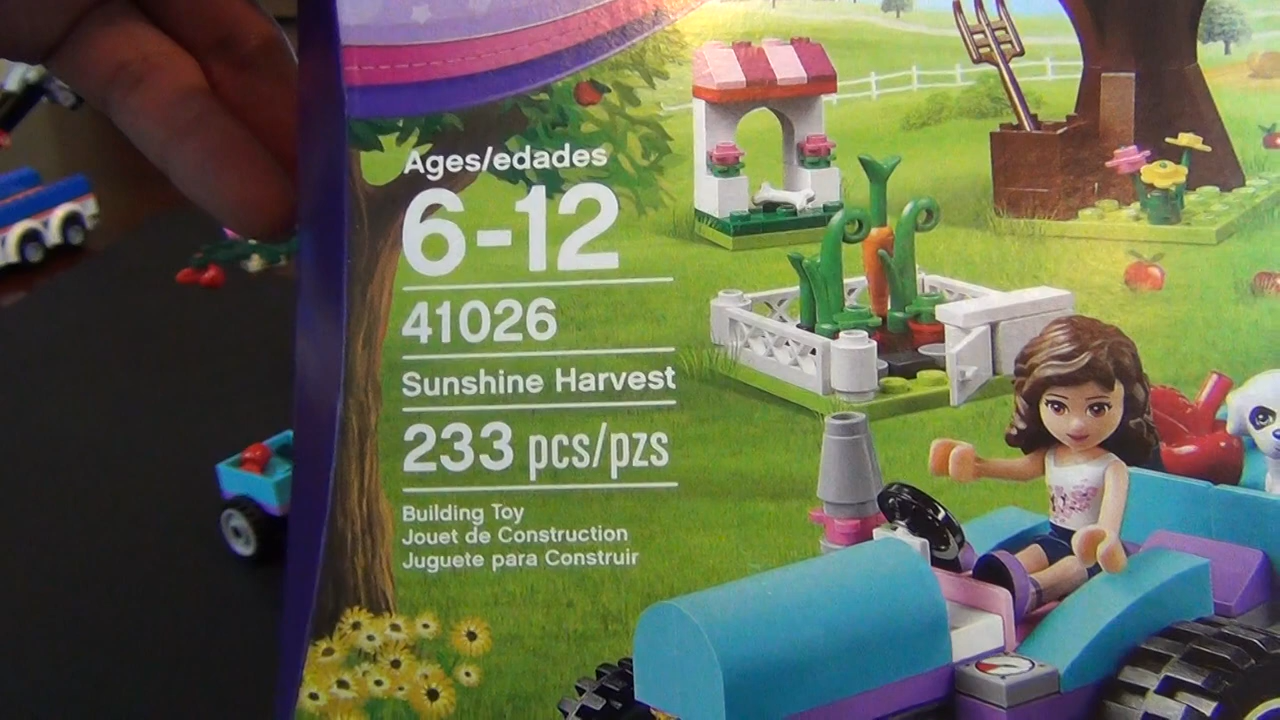 Ages/edades
6-12
41026
Sunshine Harvest
233 pcs/pzs
Building Toy
Jouet de Construction
Juguete para Construir